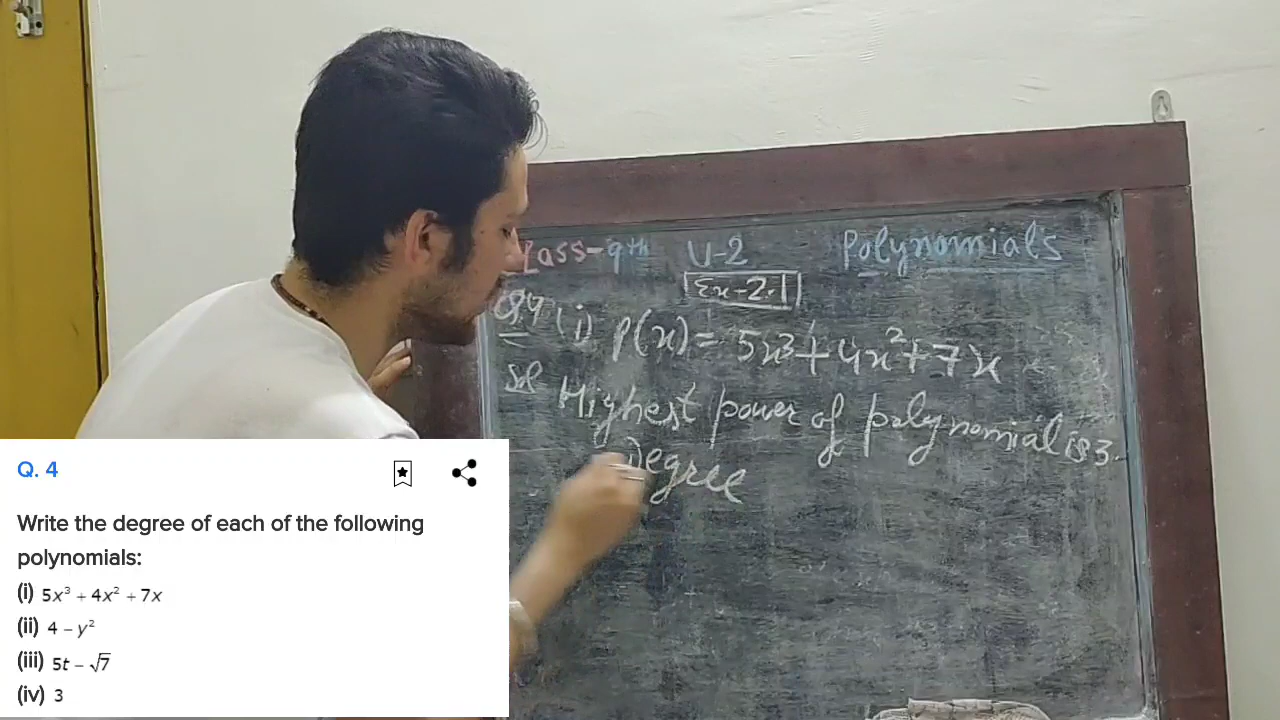 Lass-9th U-2 Polynomials
Ex-2.1
Q4 (i) P(x) = 5x³ + 4x² + 7x
Sol Highest power of polynomial is 3.
Degree
Q. 4
Write the degree of each of the following
polynomials:
(i) 5x³ + 4x² + 7x
(ii) 4 – y²
(iii) 5t – √7
(iv) 3